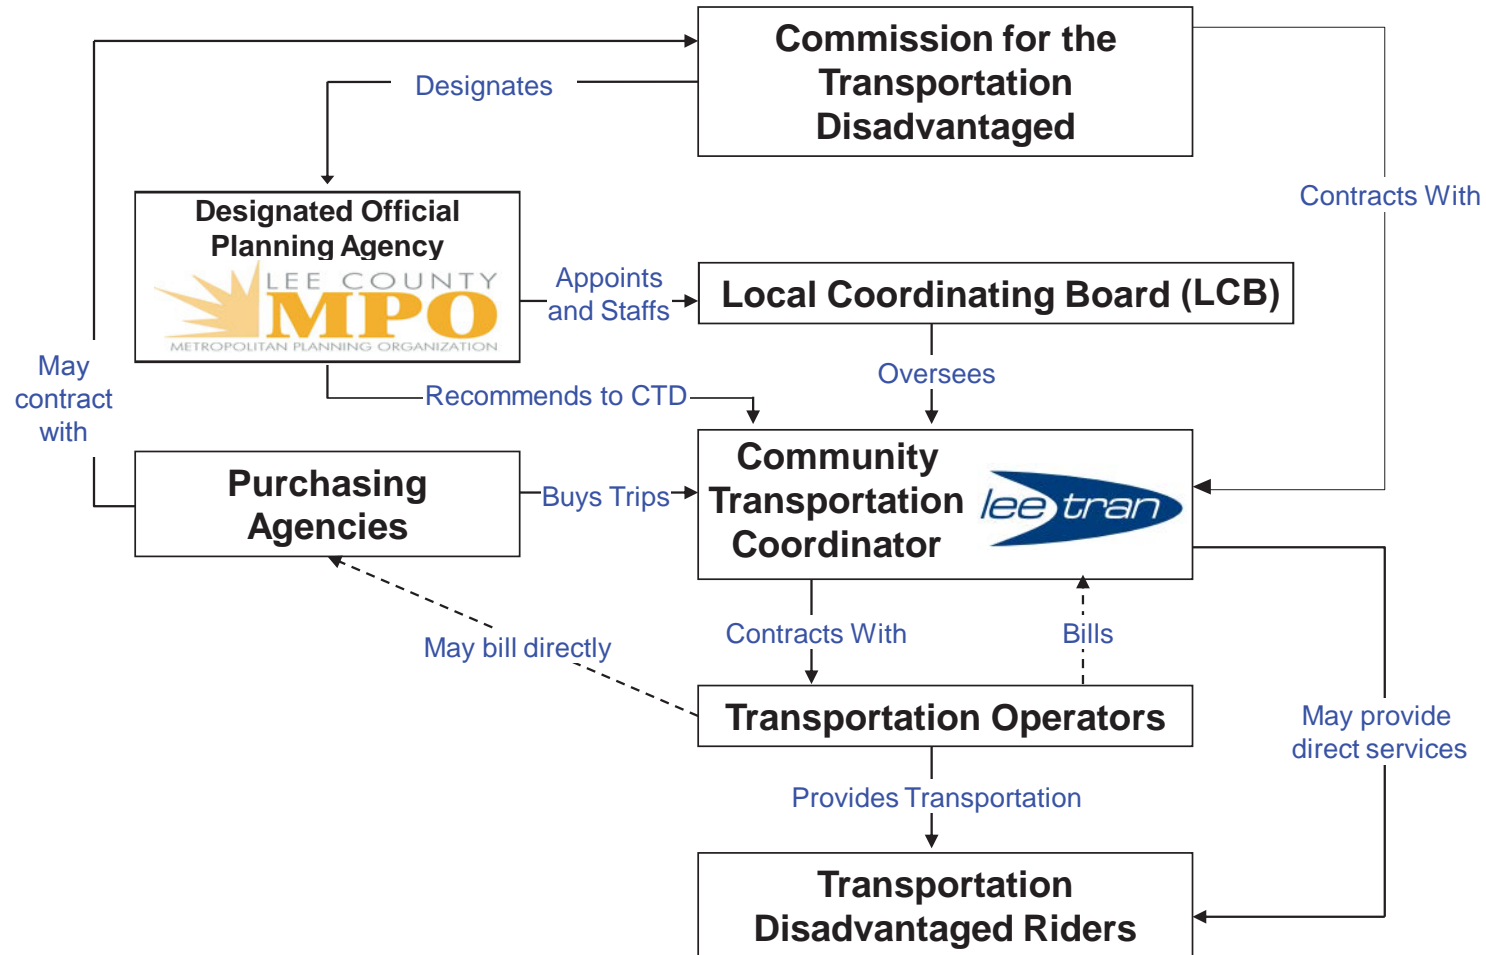 Commission for the
Transportation
Disadvantaged
Designates
Contracts With
Designated Official
Planning Agency
LEE COUNTY
MPO
METROPOLITAN PLANNING ORGANIZATION
Appoints
and Staffs
Local Coordinating Board (LCB)
May
contract
with
Oversees
Recommends to CTD
Purchasing
Agencies
Buys Trips
Community
Transportation
Coordinator
lee tran
May bill directly
Contracts With
Bills
Transportation Operators
May provide
direct services
Provides Transportation
Transportation
Disadvantaged Riders